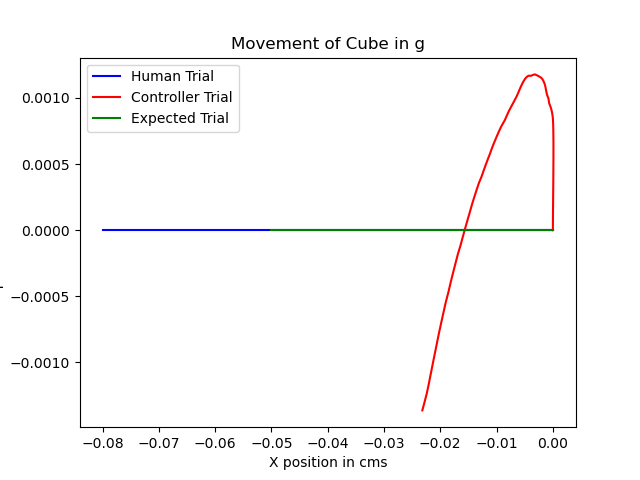 Movement of Cube in g
Human Trial
Controller Trial
Expected Trial
0.0010
0.0005
0.0000
−0.0005
−0.0010
−0.08 −0.07 −0.06 −0.05 −0.04 −0.03 −0.02 −0.01 0.00
X position in cms